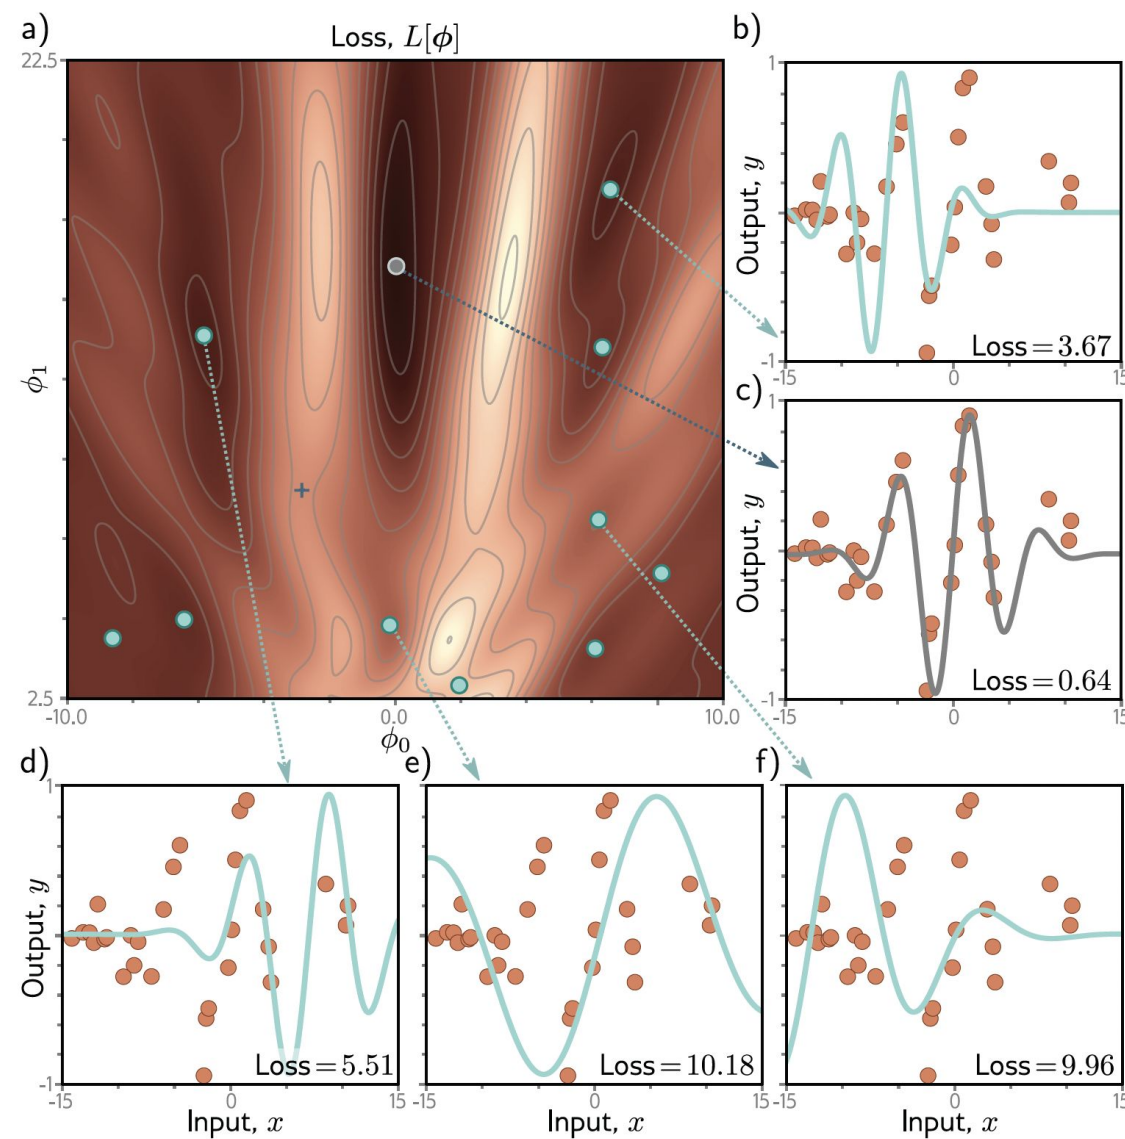 a)
Loss, L[ϕ]
22.5
ϕ₁
2.5
-10.0
0.0
10.0
ϕ₀
b)
1
Output, y
-1
Loss=3.67
-15
0
15
c)
1
Output, y
-1
Loss=0.64
-15
0
15
d)
1
Output, y
-1
Loss=5.51
-15
0
15
Input, x
e)
Loss=10.18
-15
0
15
Input, x
f)
Loss=9.96
-15
0
15
Input, x